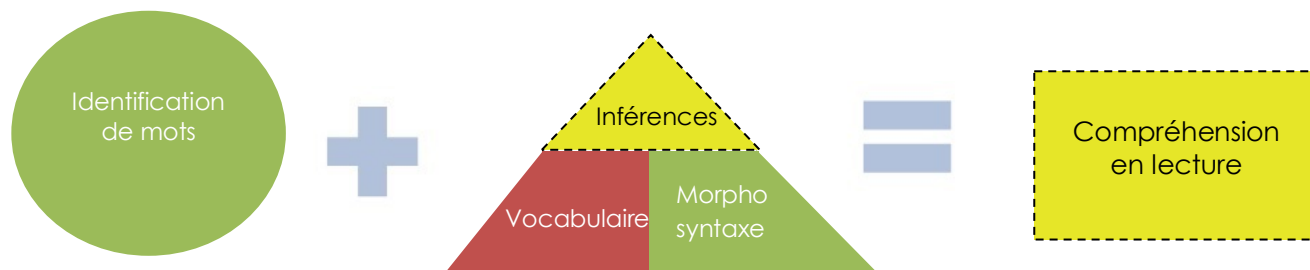 Identification
de mots
Inférences
Vocabulaire
Morpho
syntaxe
Compréhension
en lecture